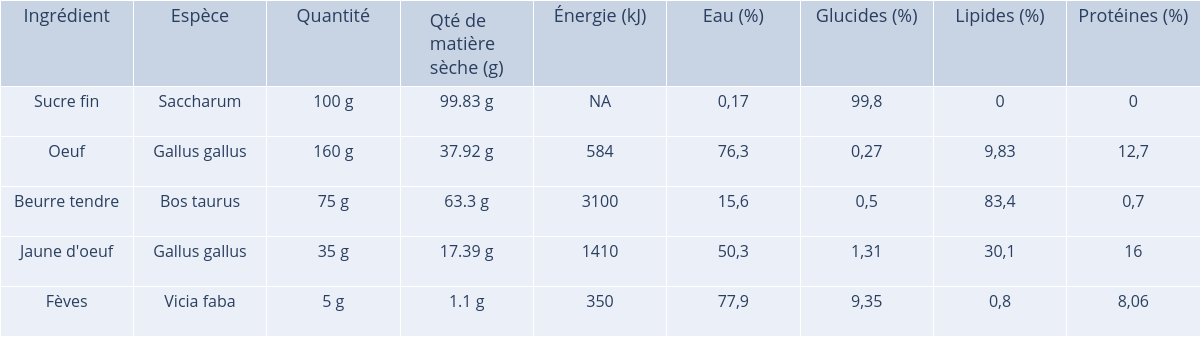 Ingrédient Espèce Quantité Qté de matière sèche (g) Énergie (kJ) Eau (%) Glucides (%) Lipides (%) Protéines (%)
Sucre fin Saccharum 100 g 99.83 g NA 0,17 99,8 0 0
Oeuf Gallus gallus 160 g 37.92 g 584 76,3 0,27 9,83 12,7
Beurre tendre Bos taurus 75 g 63.3 g 3100 15,6 0,5 83,4 0,7
Jaune d'oeuf Gallus gallus 35 g 17.39 g 1410 50,3 1,31 30,1 16
Fèves Vicia faba 5 g 1.1 g 350 77,9 9,35 0,8 8,06